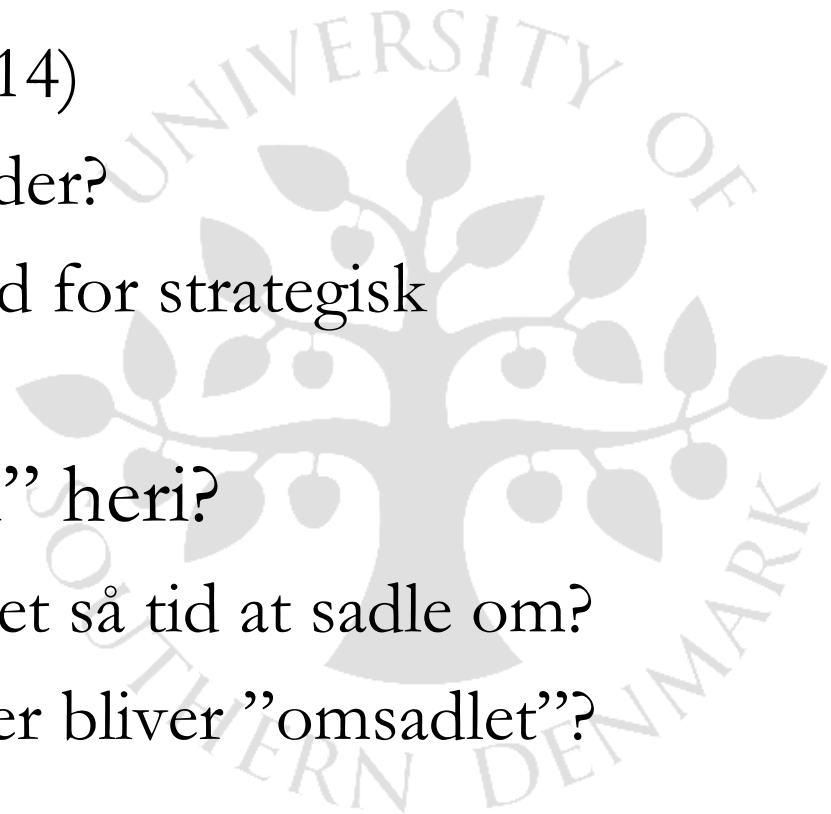 14)
der?
d for strategisk
” heri?
et så tid at sadle om?
er bliver ”omsadlet”?
UNIVERSITY OF
SOUTHERN DENMARK